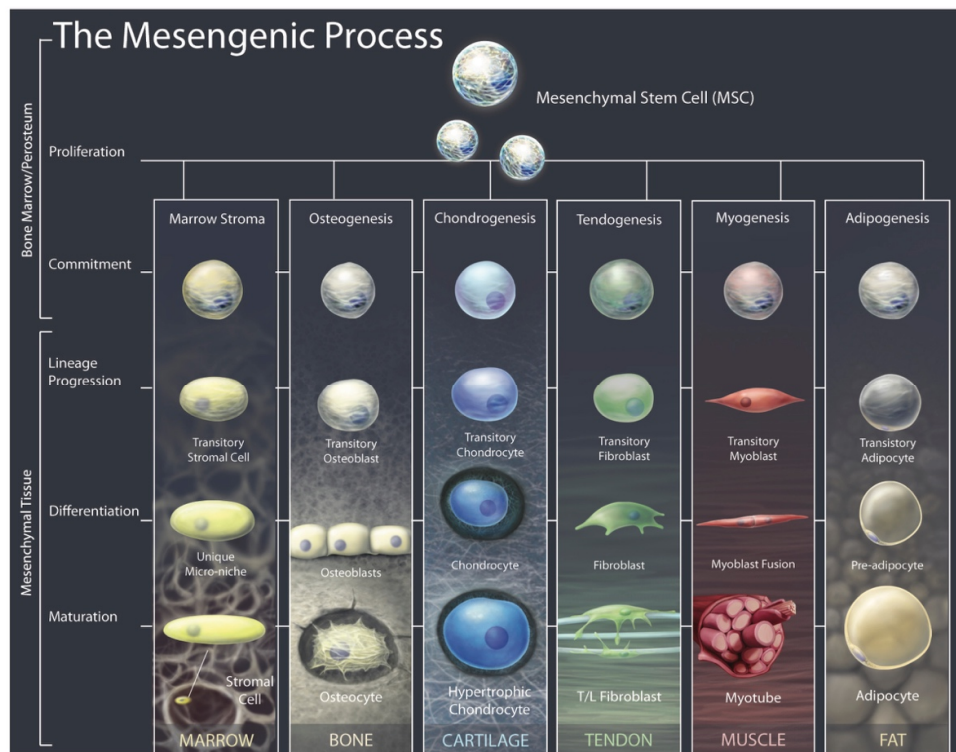 The Mesengenic Process
Mesenchymal Stem Cell (MSC)
Bone Marrow/Perosteum
Proliferation
Marrow Stroma
Osteogenesis
Chondrogenesis
Tendogenesis
Myogenesis
Adipogenesis
Commitment
Mesenchymal Tissue
Lineage
Progression
Transitory
Stromal Cell
Transitory
Osteoblast
Transitory
Chondrocyte
Transitory
Fibroblast
Transitory
Myoblast
Transistory
Adipocyte
Differentiation
Unique
Micro-niche
Osteoblasts
Chondrocyte
Fibroblast
Myoblast Fusion
Pre-adipocyte
Maturation
Stromal
Cell
Osteocyte
Hypertrophic
Chondrocyte
T/L Fibroblast
Myotube
Adipocyte
MARROW
BONE
CARTILAGE
TENDON
MUSCLE
FAT